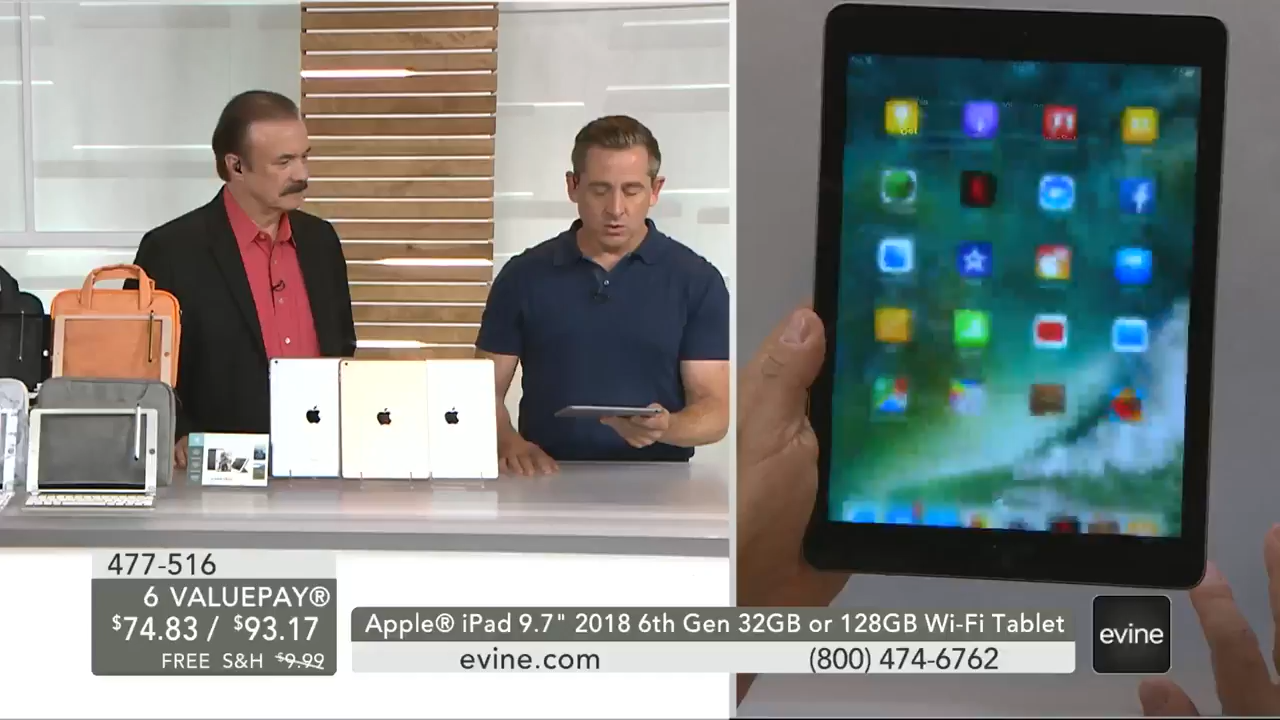 477-516
6 VALUEPAY®
$74.83 / $93.17
FREE S&H $9.99
Apple® iPad 9.7" 2018 6th Gen 32GB or 128GB Wi-Fi Tablet
evine.com (800) 474-6762
evine